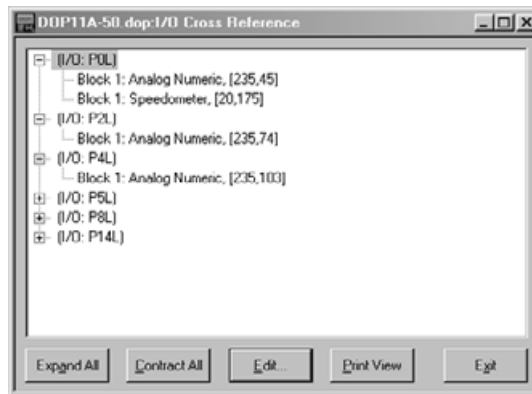 DOP11A-50.dop:I/O Cross Reference
(I/O: P0L)
Block 1: Analog Numeric, [235,45]
Block 1: Speedometer, [20,175]
(I/O: P2L)
Block 1: Analog Numeric, [235,74]
(I/O: P4L)
Block 1: Analog Numeric, [235,103]
(I/O: P5L)
(I/O: P8L)
(I/O: P14L)
Expand All Contract All Edit... Print View Exit